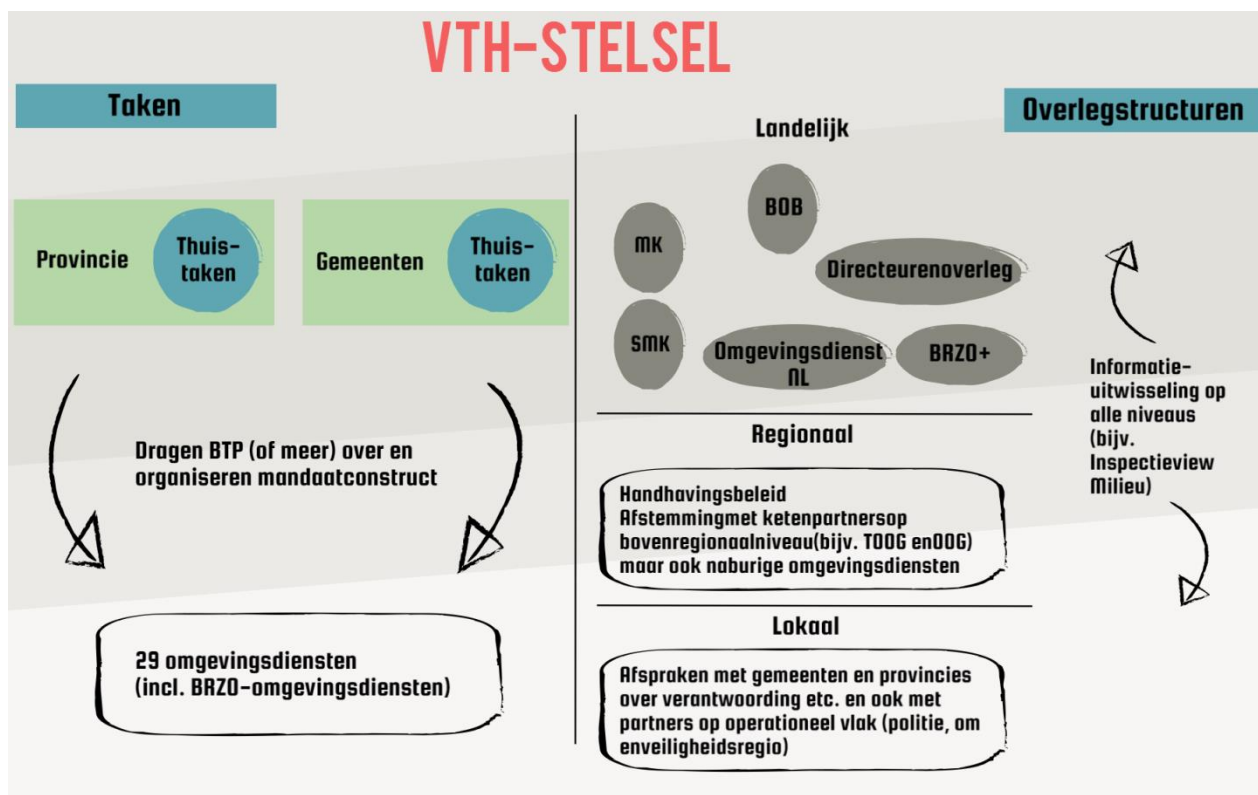 VTH-STELSEL
Taken
Provincie
Thuis-
taken
Gemeenten
Thuis-
taken
Dragen BTP (of meer) over en
organiseren mandaatconstruct
29 omgevingsdiensten
(incl. BRZO-omgevingsdiensten)
Overlegstructuren
Landelijk
BOB
MK
Directeurenoverleg
SMK
Omgevingsdienst
NL
BRZO+
Regionaal
Handhavingsbeleid
Afstemmingmet ketenpartnersop
bovenregionaalniveau(bijv. TOOG enOOG)
maar ook naburige omgevingsdiensten
Lokaal
Afspraken met gemeenten en provincies
over verantwoording etc. en ook met
partners op operationeel vlak (politie, om
enveiligheidsregio)
Informatie-
uitwisseling op
alle niveaus
(bijv.
Inspectieview
Milieu)